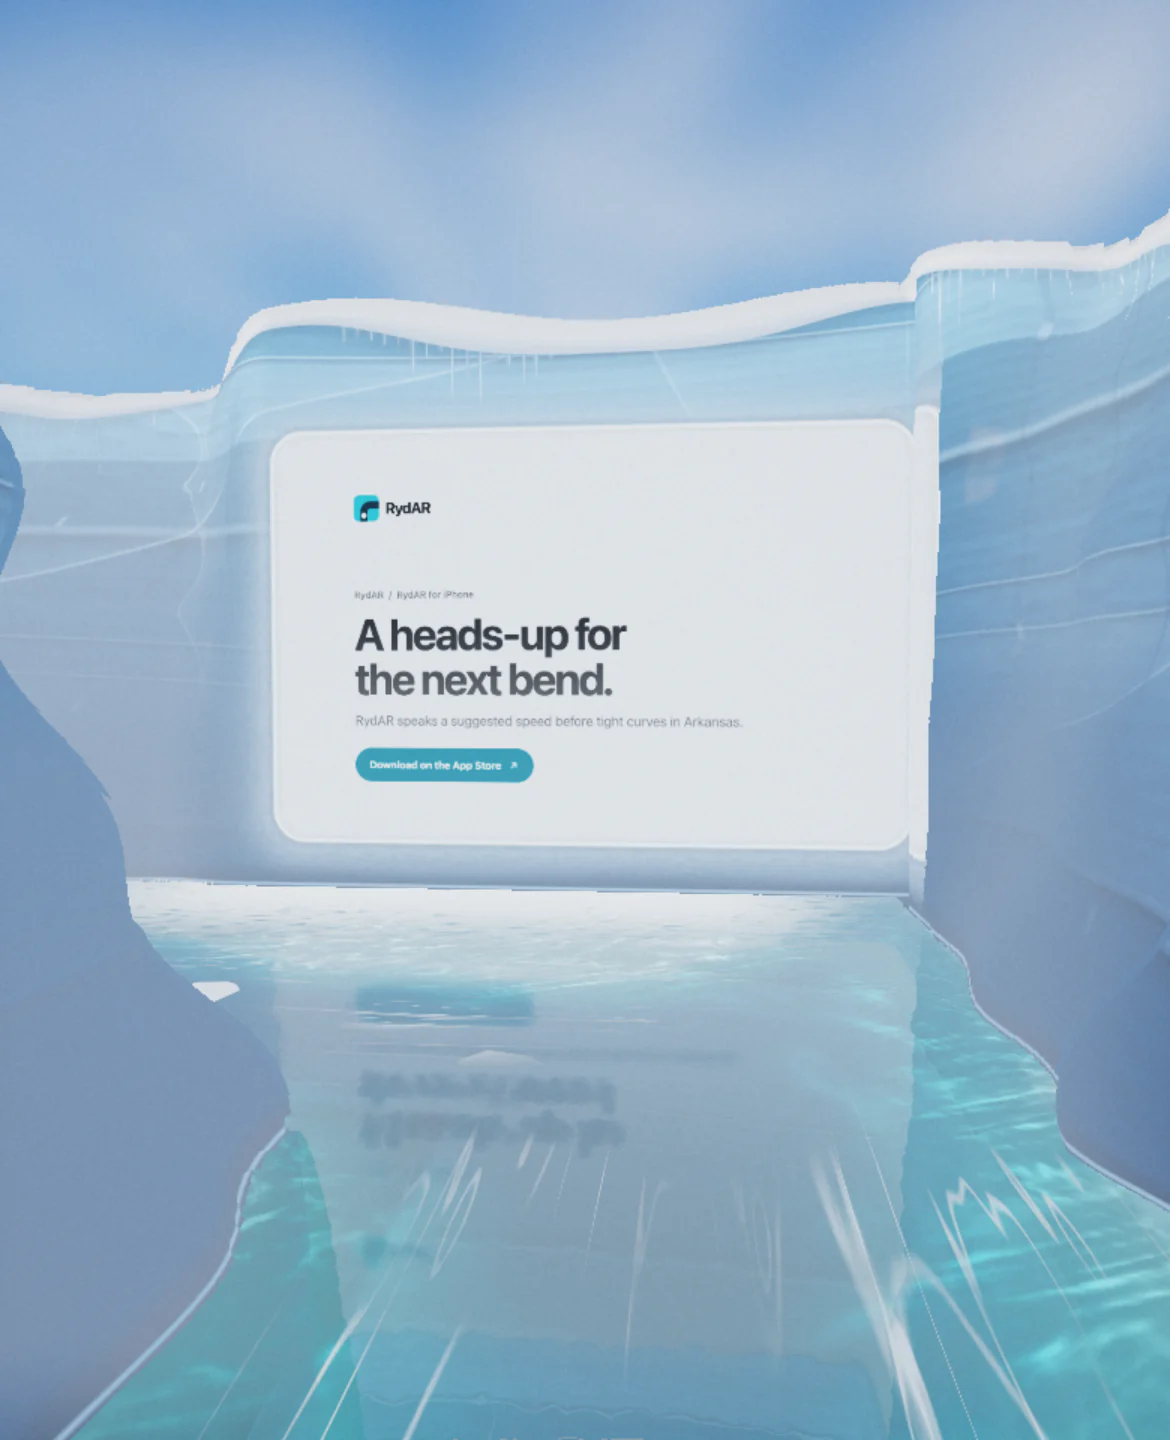 RydAR
RydAR / RydAR for iPhone
A heads-up for
the next bend.
RydAR speaks a suggested speed before tight curves in Arkansas.
Download on the App Store ↗